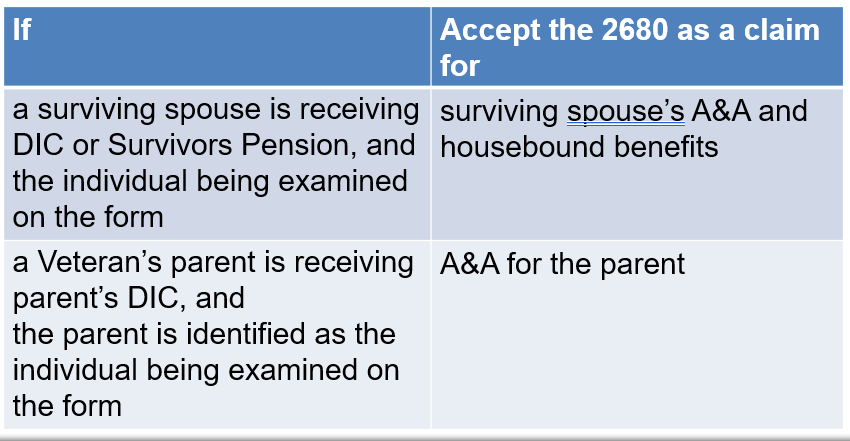 If
Accept the 2680 as a claim
for
a surviving spouse is receiving
DIC or Survivors Pension, and
the individual being examined
on the form
surviving spouse’s A&A and
housebound benefits
a Veteran’s parent is receiving
parent’s DIC, and
the parent is identified as the
individual being examined on
the form
A&A for the parent